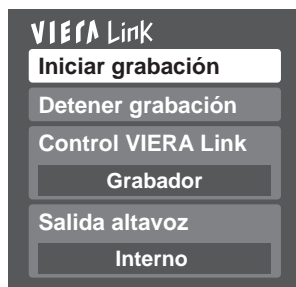 VIERA Link
Iniciar grabación
Detener grabación
Control VIERA Link
Grabador
Salida altavoz
Interno